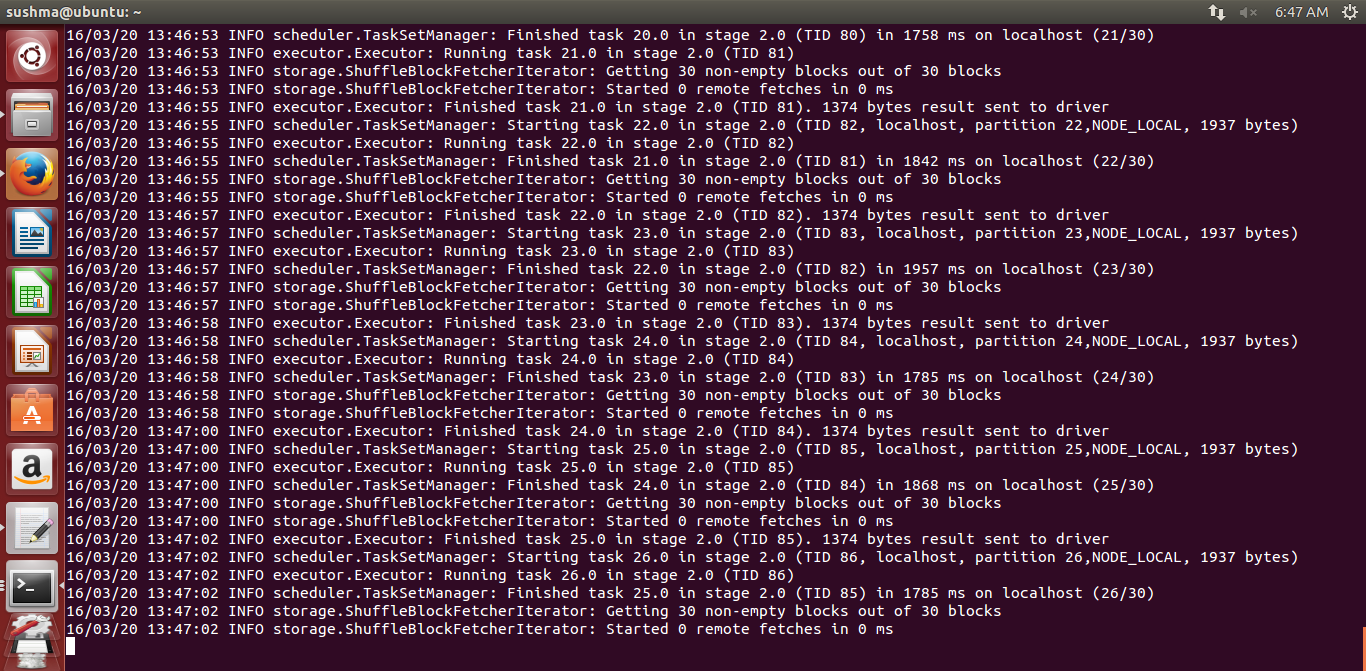 sushma@ubuntu: ~
6:47 AM
16/03/20 13:46:53 INFO scheduler.TaskSetManager: Finished task 20.0 in stage 2.0 (TID 80) in 1758 ms on localhost (21/30)
16/03/20 13:46:53 INFO executor.Executor: Running task 21.0 in stage 2.0 (TID 81)
16/03/20 13:46:53 INFO storage.ShuffleBlockFetcherIterator: Getting 30 non-empty blocks out of 30 blocks
16/03/20 13:46:53 INFO storage.ShuffleBlockFetcherIterator: Started 0 remote fetches in 0 ms
16/03/20 13:46:55 INFO executor.Executor: Finished task 21.0 in stage 2.0 (TID 81). 1374 bytes result sent to driver
16/03/20 13:46:55 INFO scheduler.TaskSetManager: Starting task 22.0 in stage 2.0 (TID 82, localhost, partition 22,NODE_LOCAL, 1937 bytes)
16/03/20 13:46:55 INFO executor.Executor: Running task 22.0 in stage 2.0 (TID 82)
16/03/20 13:46:55 INFO scheduler.TaskSetManager: Finished task 21.0 in stage 2.0 (TID 81) in 1842 ms on localhost (22/30)
16/03/20 13:46:55 INFO storage.ShuffleBlockFetcherIterator: Getting 30 non-empty blocks out of 30 blocks
16/03/20 13:46:55 INFO storage.ShuffleBlockFetcherIterator: Started 0 remote fetches in 0 ms
16/03/20 13:46:57 INFO executor.Executor: Finished task 22.0 in stage 2.0 (TID 82). 1374 bytes result sent to driver
16/03/20 13:46:57 INFO scheduler.TaskSetManager: Starting task 23.0 in stage 2.0 (TID 83, localhost, partition 23,NODE_LOCAL, 1937 bytes)
16/03/20 13:46:57 INFO executor.Executor: Running task 23.0 in stage 2.0 (TID 83)
16/03/20 13:46:57 INFO scheduler.TaskSetManager: Finished task 22.0 in stage 2.0 (TID 82) in 1957 ms on localhost (23/30)
16/03/20 13:46:57 INFO storage.ShuffleBlockFetcherIterator: Getting 30 non-empty blocks out of 30 blocks
16/03/20 13:46:57 INFO storage.ShuffleBlockFetcherIterator: Started 0 remote fetches in 0 ms
16/03/20 13:46:58 INFO executor.Executor: Finished task 23.0 in stage 2.0 (TID 83). 1374 bytes result sent to driver
16/03/20 13:46:58 INFO scheduler.TaskSetManager: Starting task 24.0 in stage 2.0 (TID 84, localhost, partition 24,NODE_LOCAL, 1937 bytes)
16/03/20 13:46:58 INFO executor.Executor: Running task 24.0 in stage 2.0 (TID 84)
16/03/20 13:46:58 INFO scheduler.TaskSetManager: Finished task 23.0 in stage 2.0 (TID 83) in 1785 ms on localhost (24/30)
16/03/20 13:46:58 INFO storage.ShuffleBlockFetcherIterator: Getting 30 non-empty blocks out of 30 blocks
16/03/20 13:46:58 INFO storage.ShuffleBlockFetcherIterator: Started 0 remote fetches in 0 ms
16/03/20 13:47:00 INFO executor.Executor: Finished task 24.0 in stage 2.0 (TID 84). 1374 bytes result sent to driver
16/03/20 13:47:00 INFO scheduler.TaskSetManager: Starting task 25.0 in stage 2.0 (TID 85, localhost, partition 25,NODE_LOCAL, 1937 bytes)
16/03/20 13:47:00 INFO executor.Executor: Running task 25.0 in stage 2.0 (TID 85)
16/03/20 13:47:00 INFO scheduler.TaskSetManager: Finished task 24.0 in stage 2.0 (TID 84) in 1868 ms on localhost (25/30)
16/03/20 13:47:00 INFO storage.ShuffleBlockFetcherIterator: Getting 30 non-empty blocks out of 30 blocks
16/03/20 13:47:00 INFO storage.ShuffleBlockFetcherIterator: Started 0 remote fetches in 0 ms
16/03/20 13:47:02 INFO executor.Executor: Finished task 25.0 in stage 2.0 (TID 85). 1374 bytes result sent to driver
16/03/20 13:47:02 INFO scheduler.TaskSetManager: Starting task 26.0 in stage 2.0 (TID 86, localhost, partition 26,NODE_LOCAL, 1937 bytes)
16/03/20 13:47:02 INFO executor.Executor: Running task 26.0 in stage 2.0 (TID 86)
16/03/20 13:47:02 INFO scheduler.TaskSetManager: Finished task 25.0 in stage 2.0 (TID 85) in 1785 ms on localhost (26/30)
16/03/20 13:47:02 INFO storage.ShuffleBlockFetcherIterator: Getting 30 non-empty blocks out of 30 blocks
16/03/20 13:47:02 INFO storage.ShuffleBlockFetcherIterator: Started 0 remote fetches in 0 ms